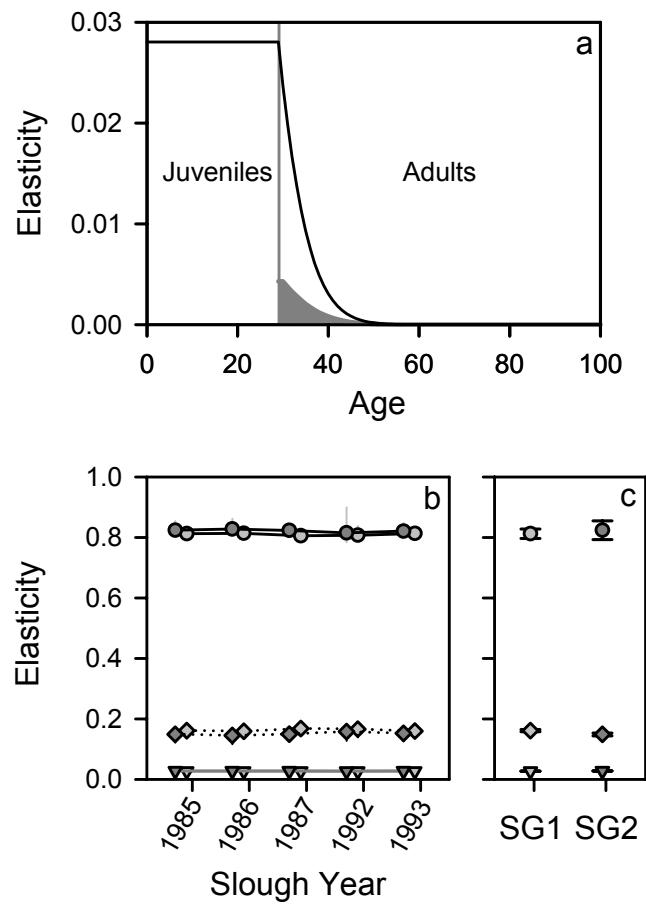 0.03
a
0.02
Elasticity
Juveniles
Adults
0.01
0.00
0 20 40 60 80 100
Age
1.0
b
c
0.8
0.6
Elasticity
0.4
0.2
0.0
1985 1986 1987 1992 1993
SG1 SG2
Slough Year